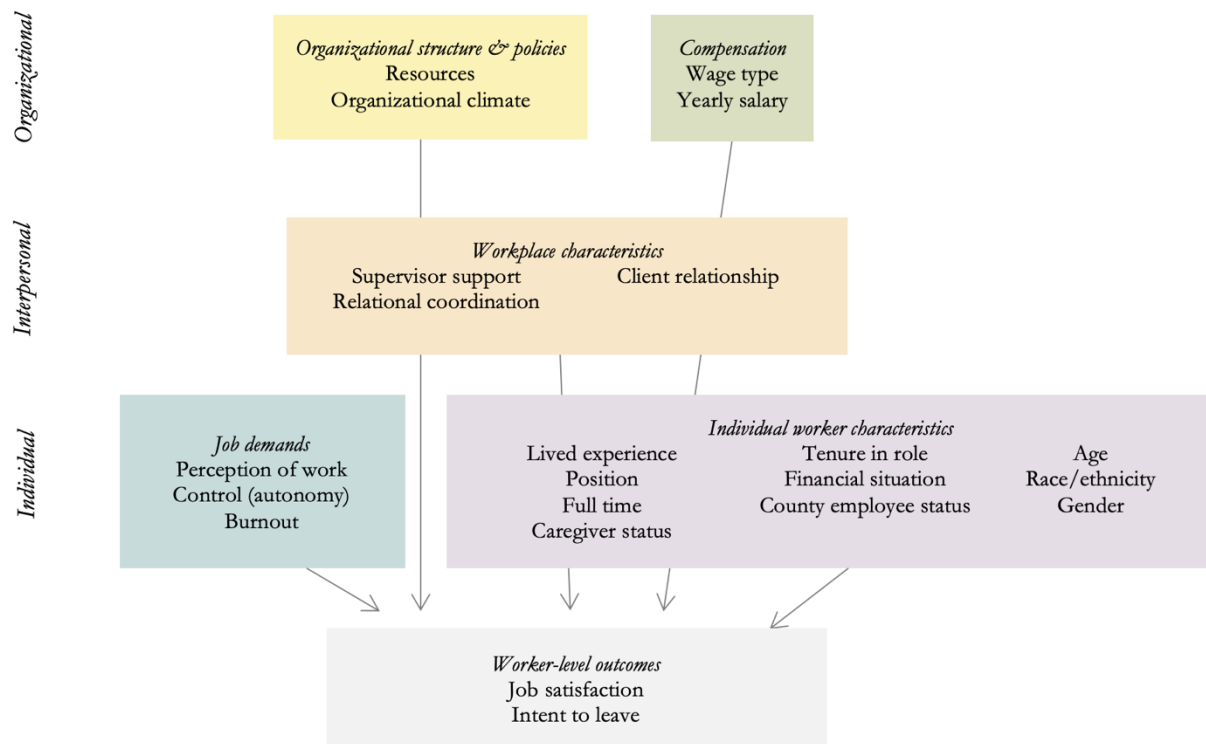 Organizational
Organizational structure & policies
Resources
Organizational climate
Compensation
Wage type
Yearly salary
Interpersonal
Workplace characteristics
Supervisor support
Relational coordination
Client relationship
Individual
Job demands
Perception of work
Control (autonomy)
Burnout
Individual worker characteristics
Lived experience
Position
Full time
Caregiver status
Tenure in role
Financial situation
County employee status
Age
Race/ethnicity
Gender
Worker-level outcomes
Job satisfaction
Intent to leave